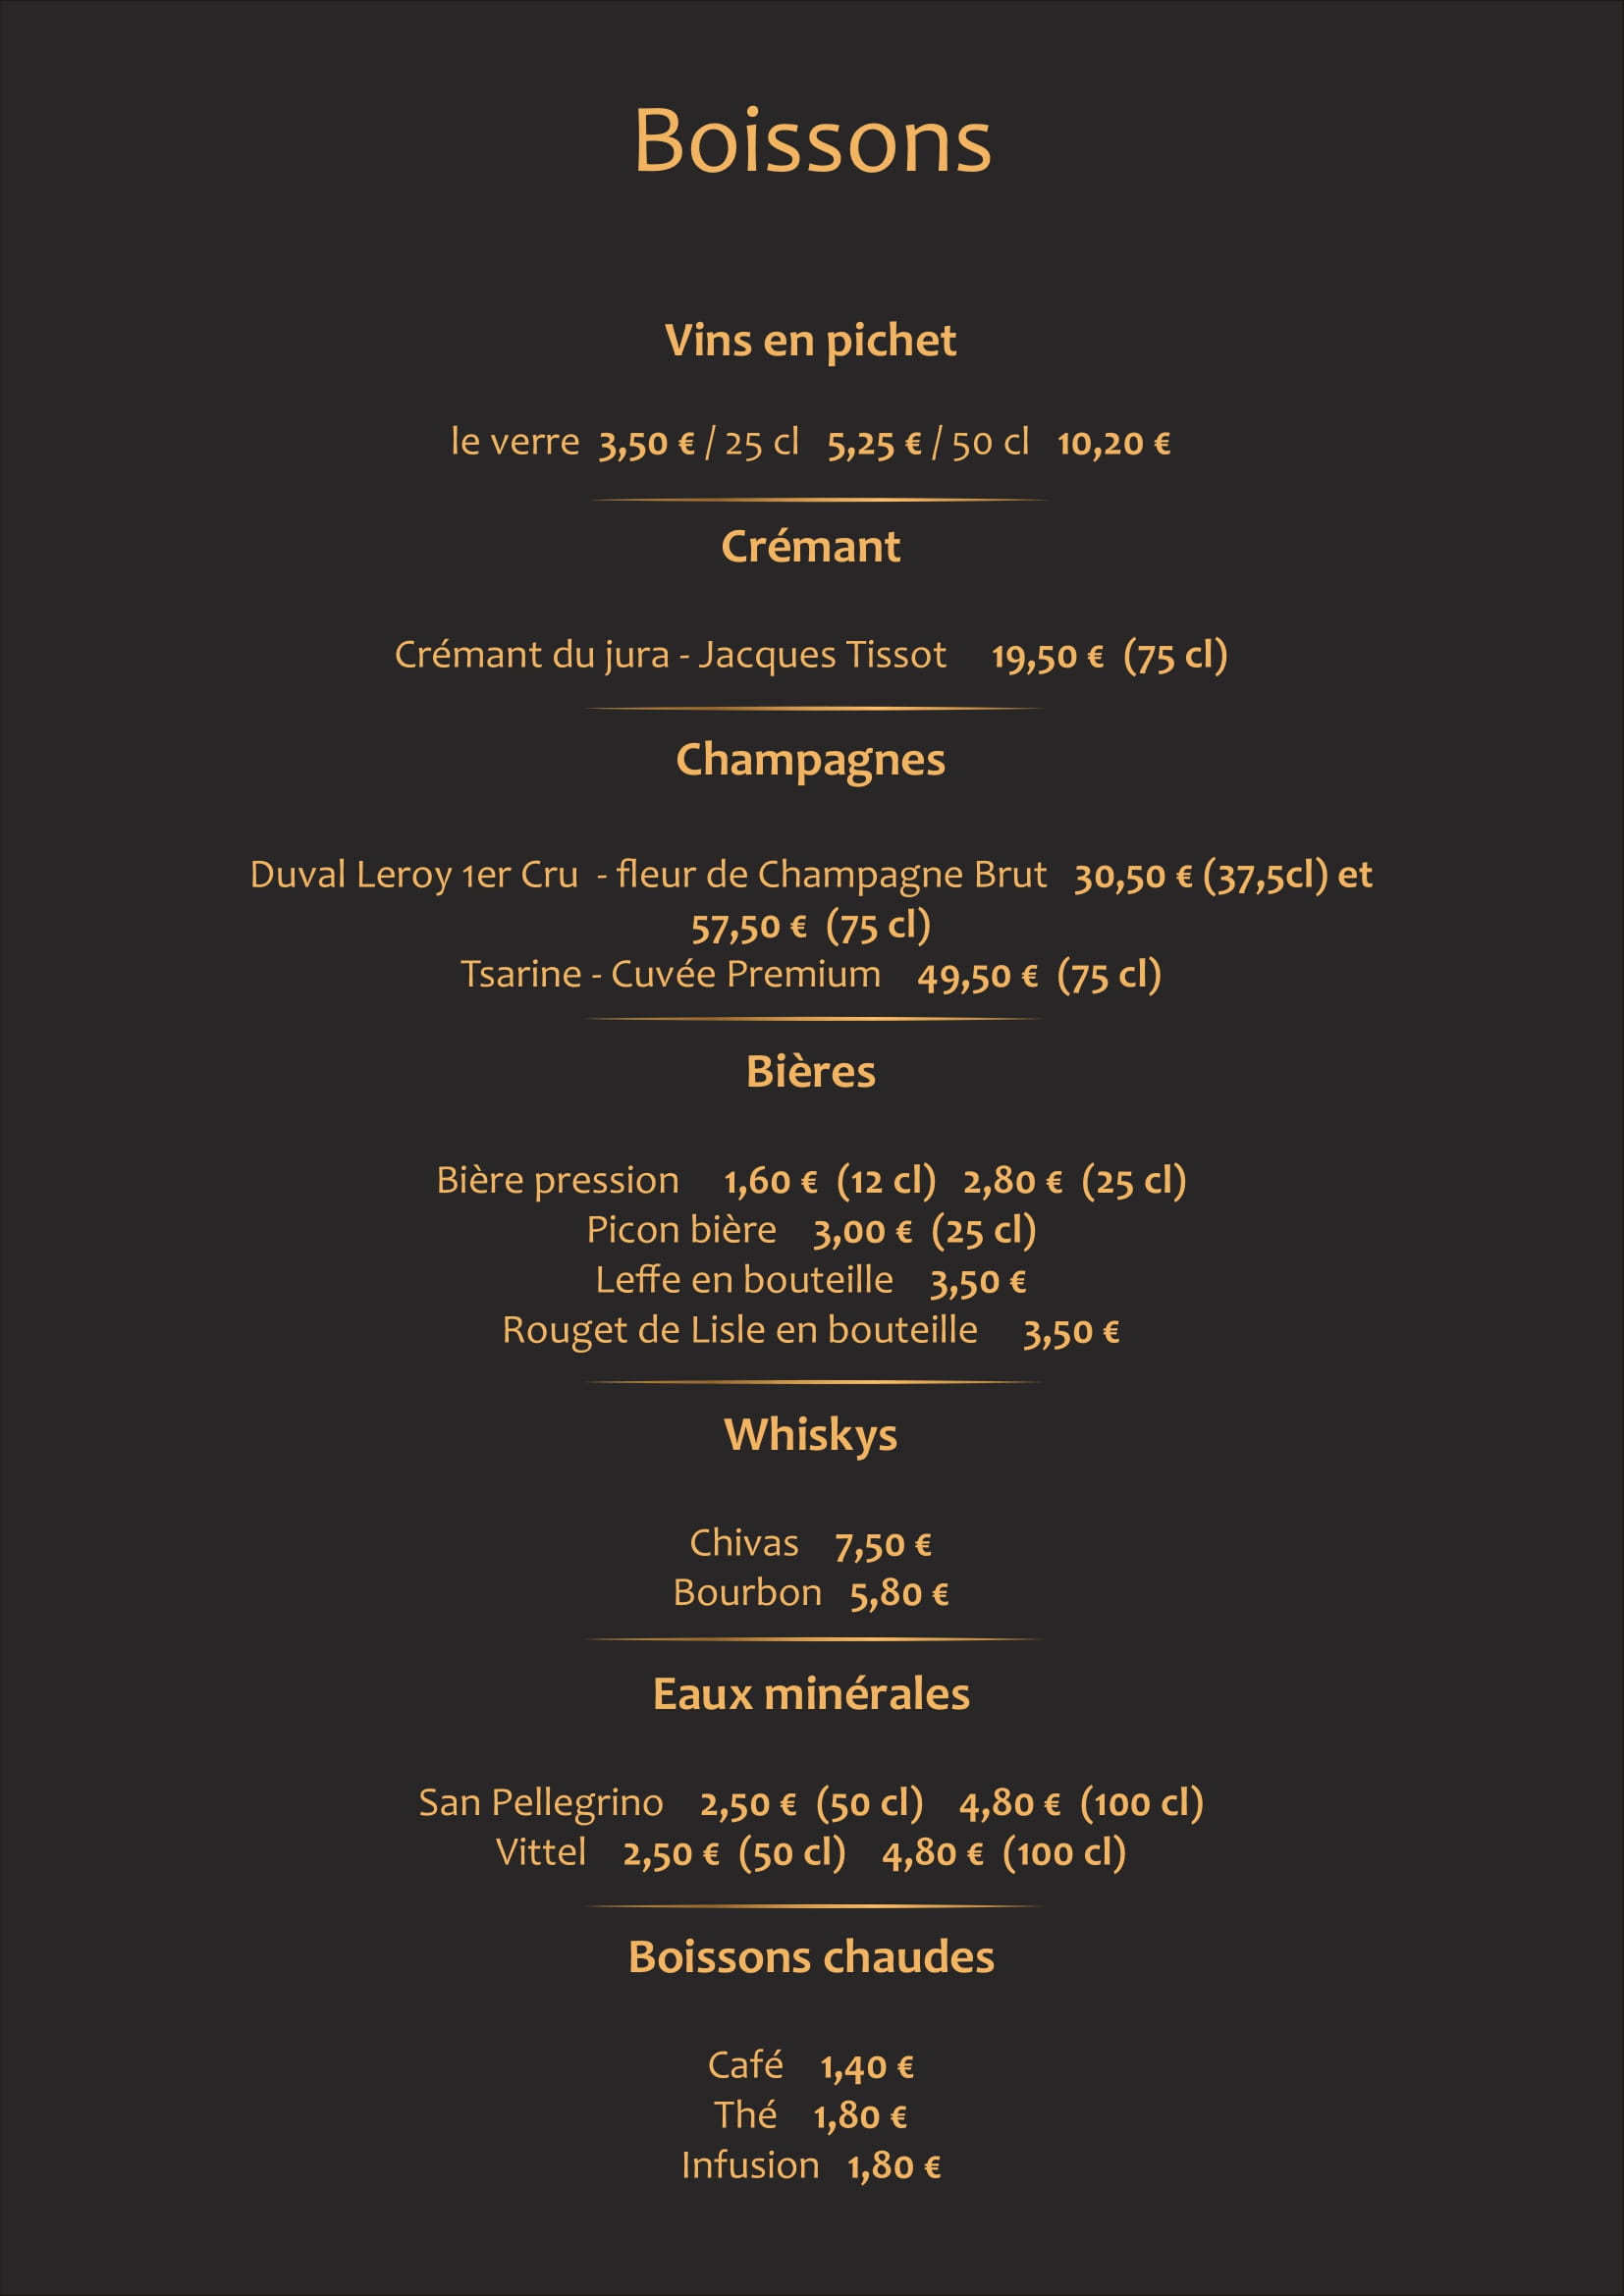 Boissons
Vins en pichet
le verre 3,50 € / 25 cl 5,25 € / 50 cl 10,20 €
Crémant
Crémant du jura - Jacques Tissot 19,50 € (75 cl)
Champagnes
Duval Leroy 1er Cru - fleur de Champagne Brut 30,50 € (37,5cl) et
57,50 € (75 cl)
Tsarine - Cuvée Premium 49,50 € (75 cl)
Bières
Bière pression 1,60 € (12 cl) 2,80 € (25 cl)
Picon bière 3,00 € (25 cl)
Leffe en bouteille 3,50 €
Rouget de Lisle en bouteille 3,50 €
Whiskys
Chivas 7,50 €
Bourbon 5,80 €
Eaux minérales
San Pellegrino 2,50 € (50 cl) 4,80 € (100 cl)
Vittel 2,50 € (50 cl) 4,80 € (100 cl)
Boissons chaudes
Café 1,40 €
Thé 1,80 €
Infusion 1,80 €